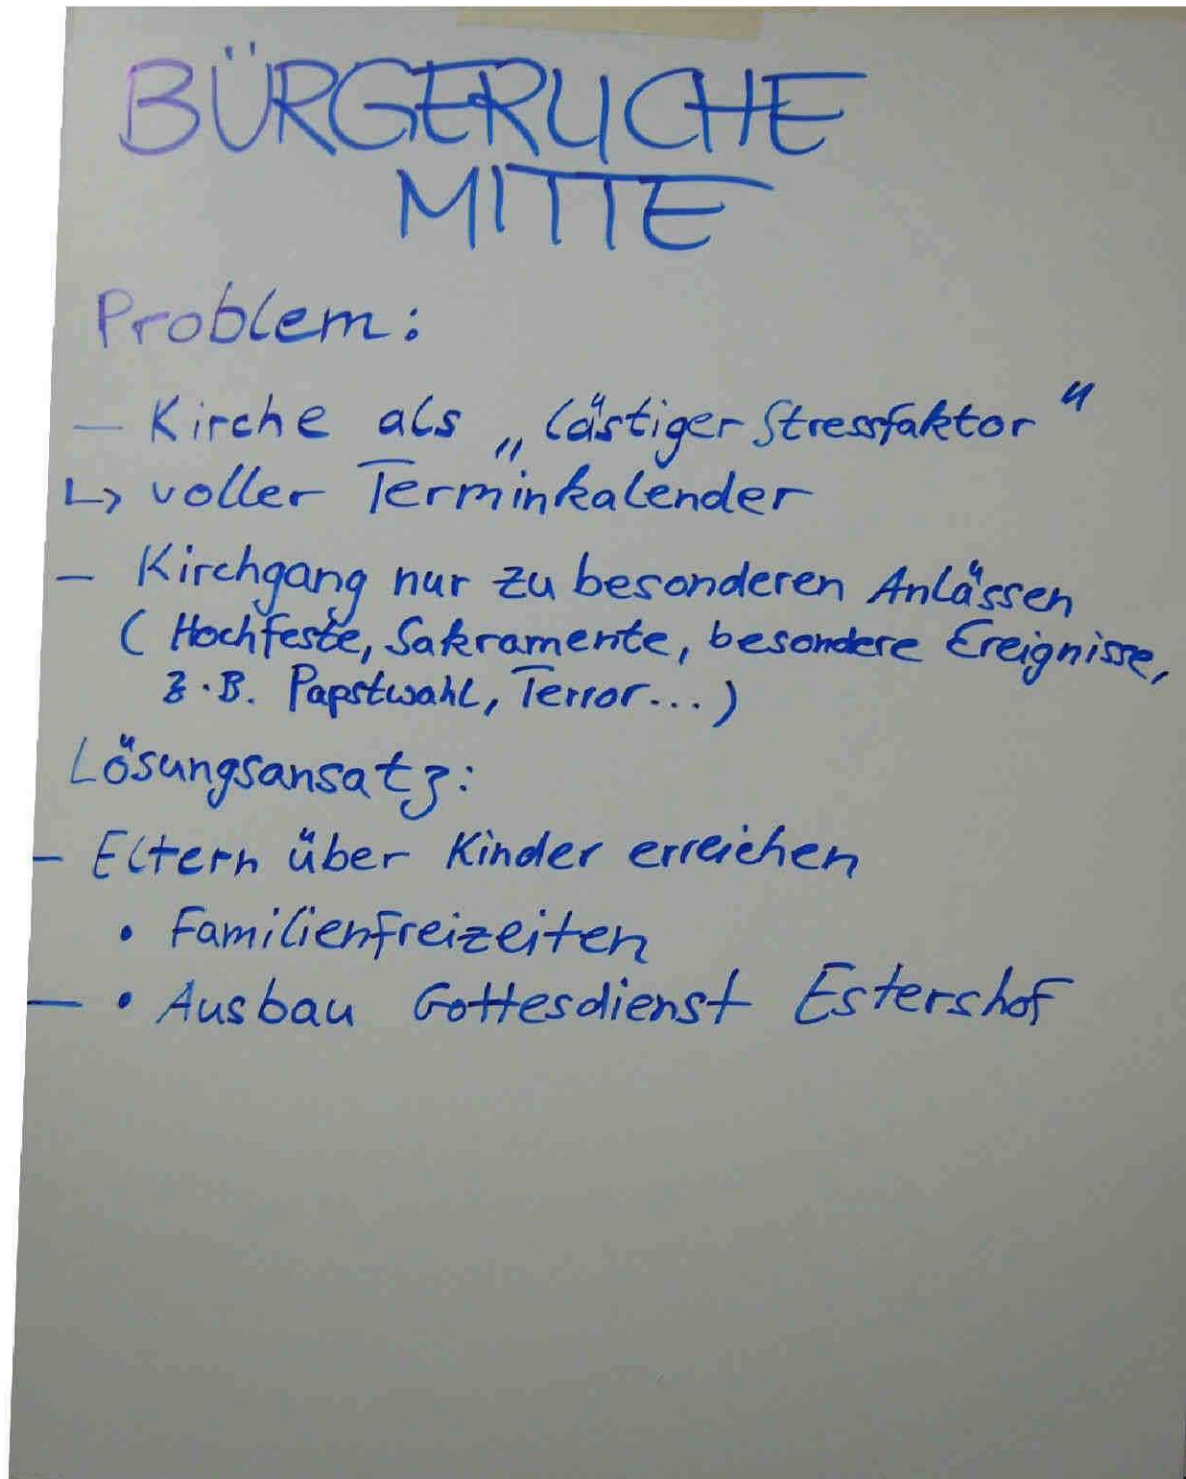 BÜRGERLICHE
MITTE
Problem:
— Kirche als „lästiger Stressfaktor“
↳ voller Terminkalender
– Kirchgang nur zu besonderen Anlässen
( Hochfeste, Sakramente, besondere Ereignisse,
z.B. Papstwahl, Terror...)
Lösungsansatz:
– Eltern über Kinder erreichen
• Familienfreizeiten
— • Ausbau Gottesdienst Estershof